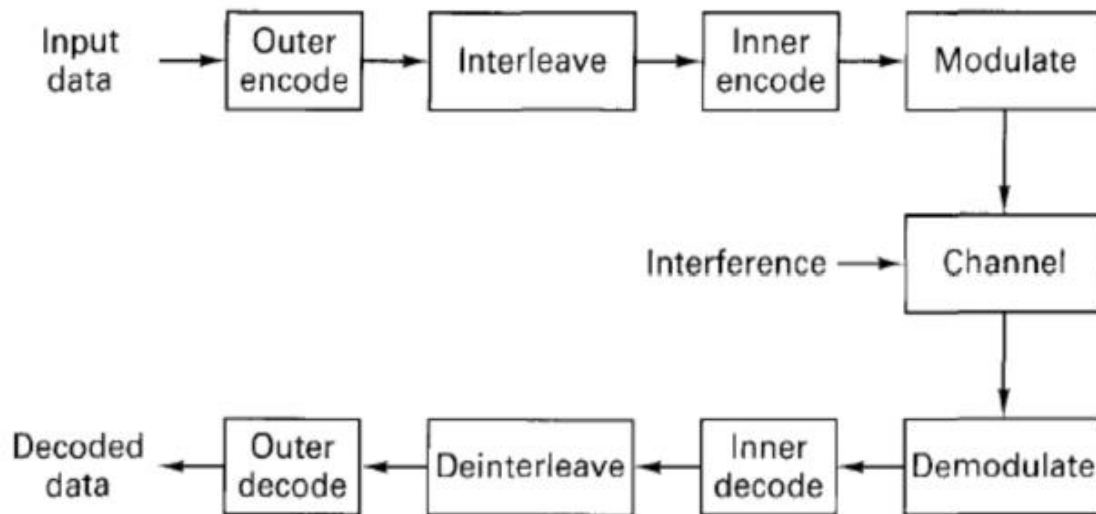 Input
data
Outer
encode
Interleave
Inner
encode
Modulate
Interference
Channel
Decoded
data
Outer
decode
Deinterleave
Inner
decode
Demodulate